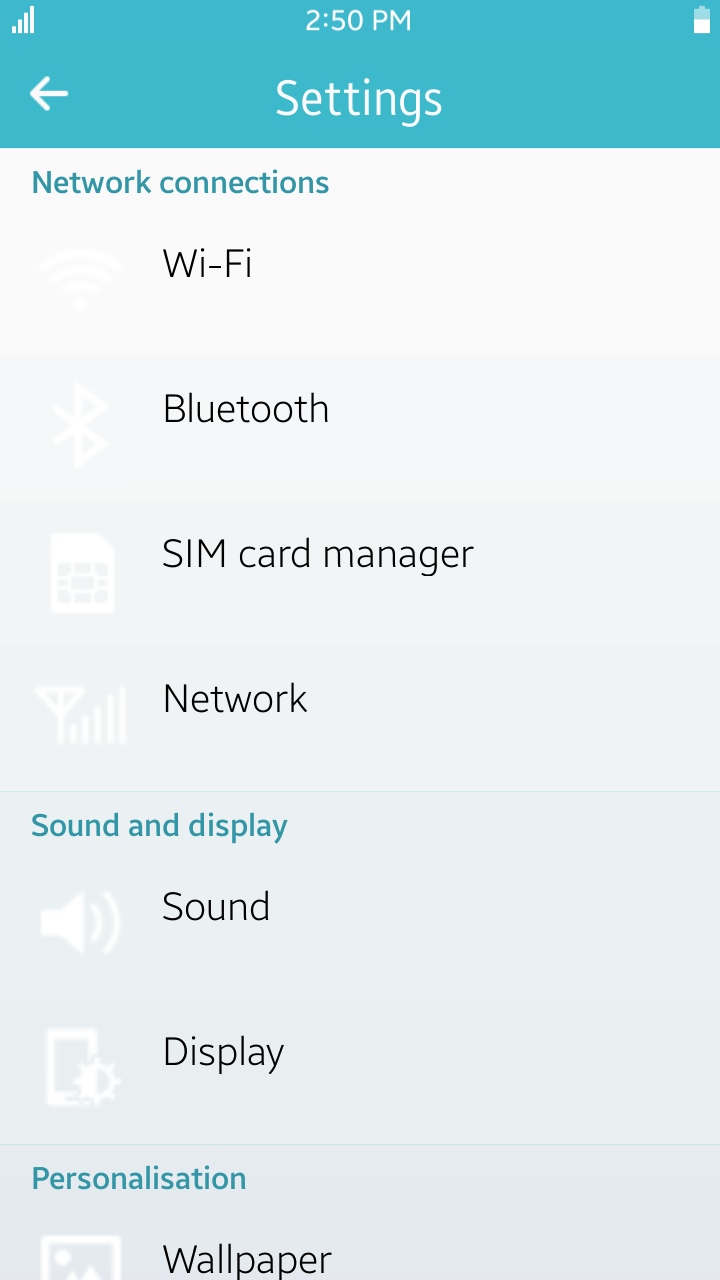 2:50 PM
Settings
Network connections
Wi-Fi
Bluetooth
SIM card manager
Network
Sound and display
Sound
Display
Personalisation
Wallpaper